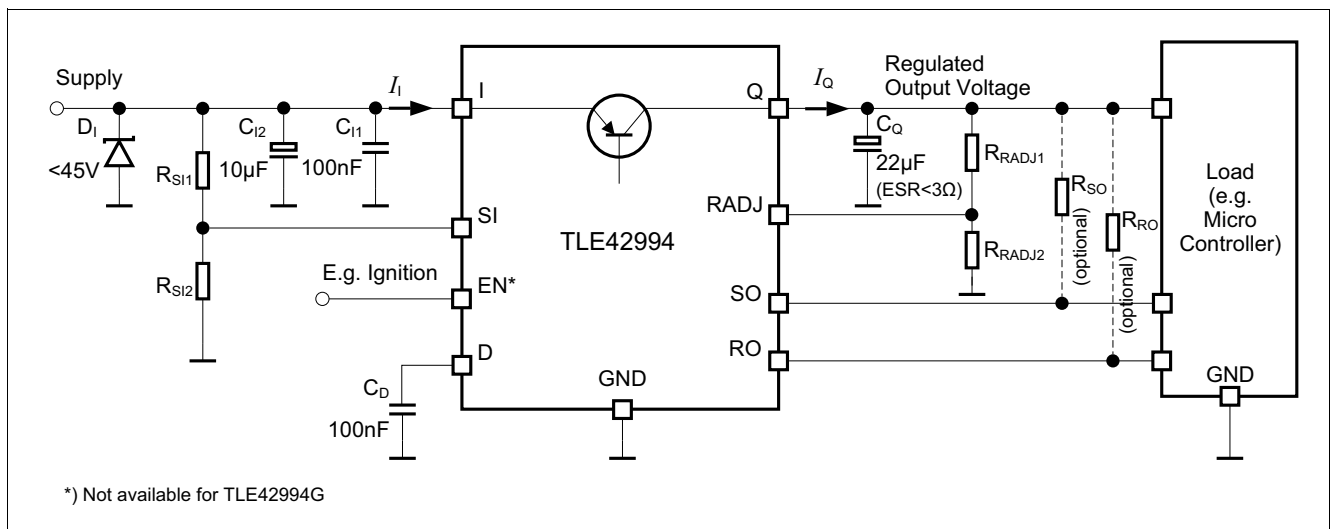 Supply
I_I
I
Q
I_Q
Regulated
Output Voltage
D_I
<45V
R_SI1
C_I2
10µF
C_I1
100nF
C_Q
22µF
(ESR<3Ω)
R_RADJ1
R_SO
(optional)
R_RO
(optional)
Load
(e.g.
Micro
Controller)
SI
RADJ
TLE42994
R_RADJ2
R_SI2
E.g. Ignition
EN*
SO
D
RO
C_D
100nF
GND
GND
*) Not available for TLE42994G